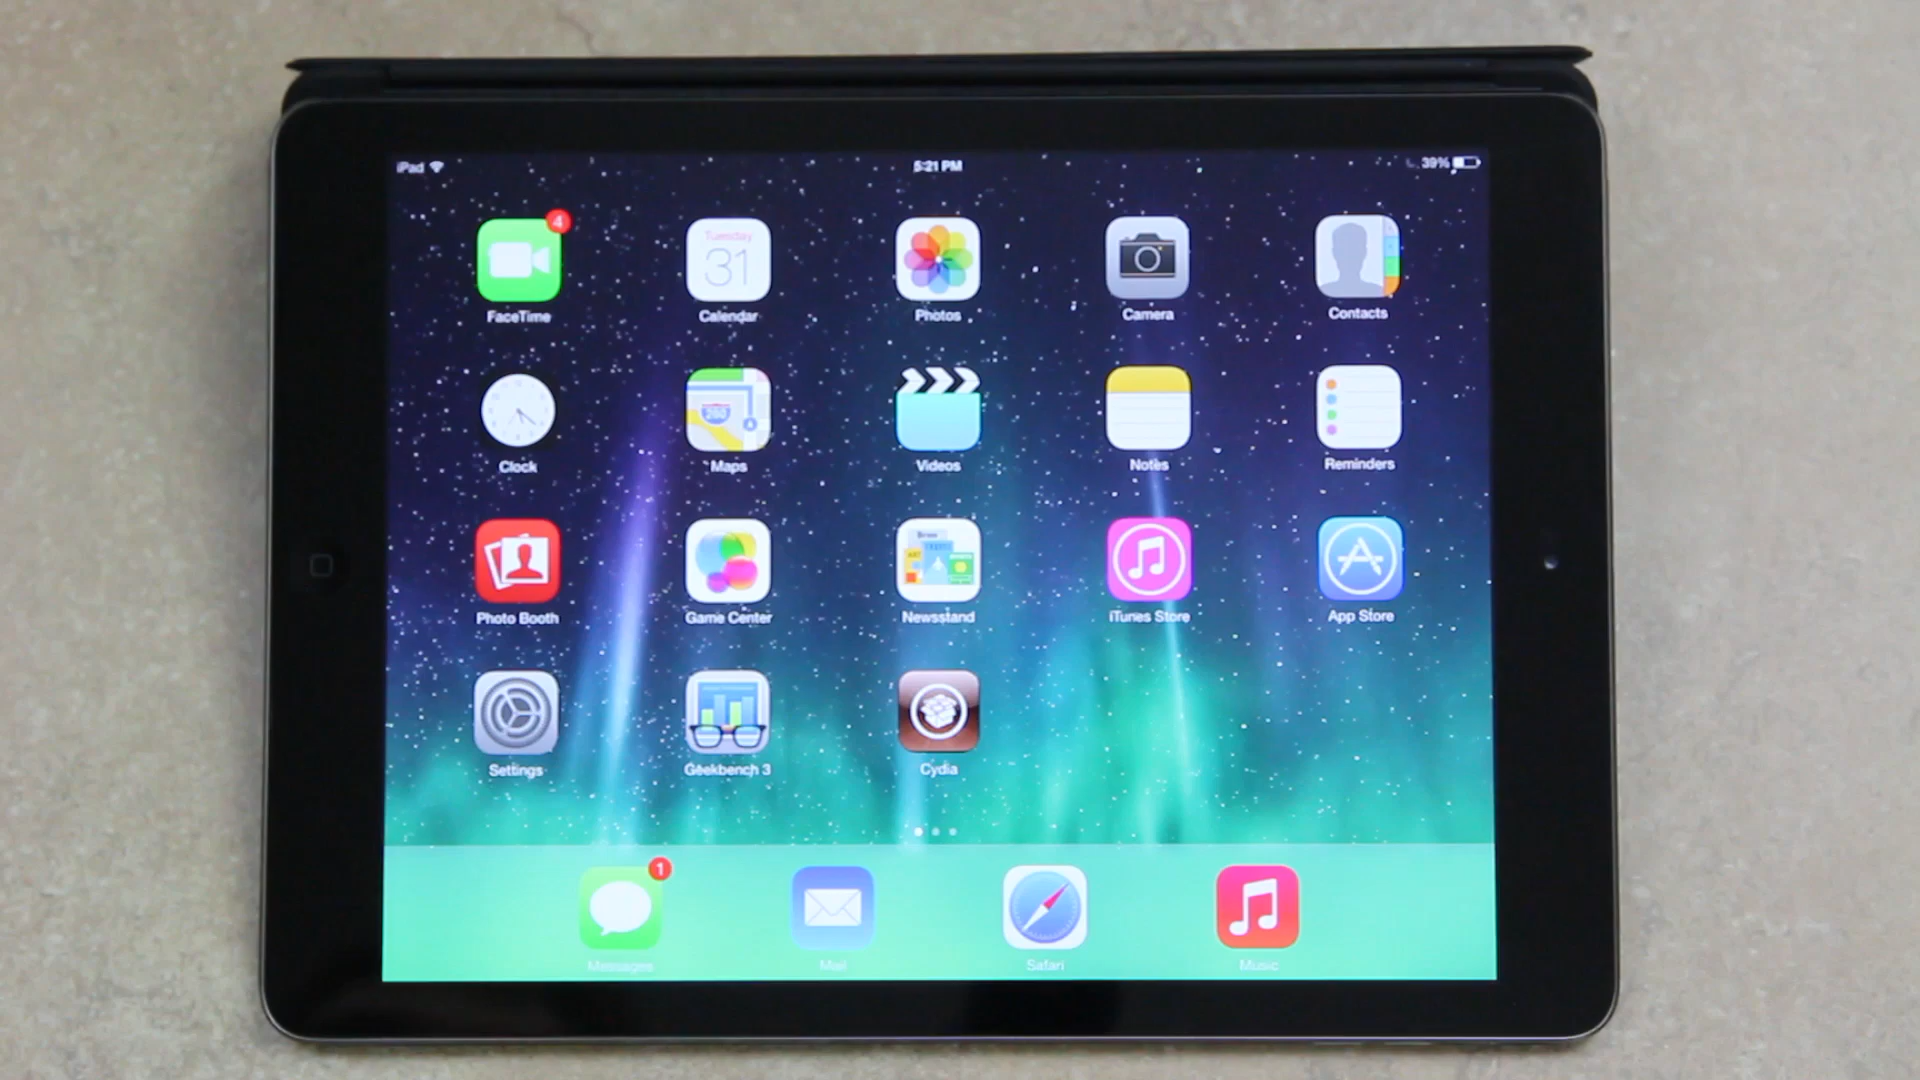 iPad 5:21 PM 39%
4
Tuesday
31
FaceTime Calendar Photos Camera Contacts
280
Clock Maps Videos Notes Reminders
Photo Booth Game Center Newsstand iTunes Store App Store
Settings Geekbench 3 Cydia
1
Messages Mail Safari Music